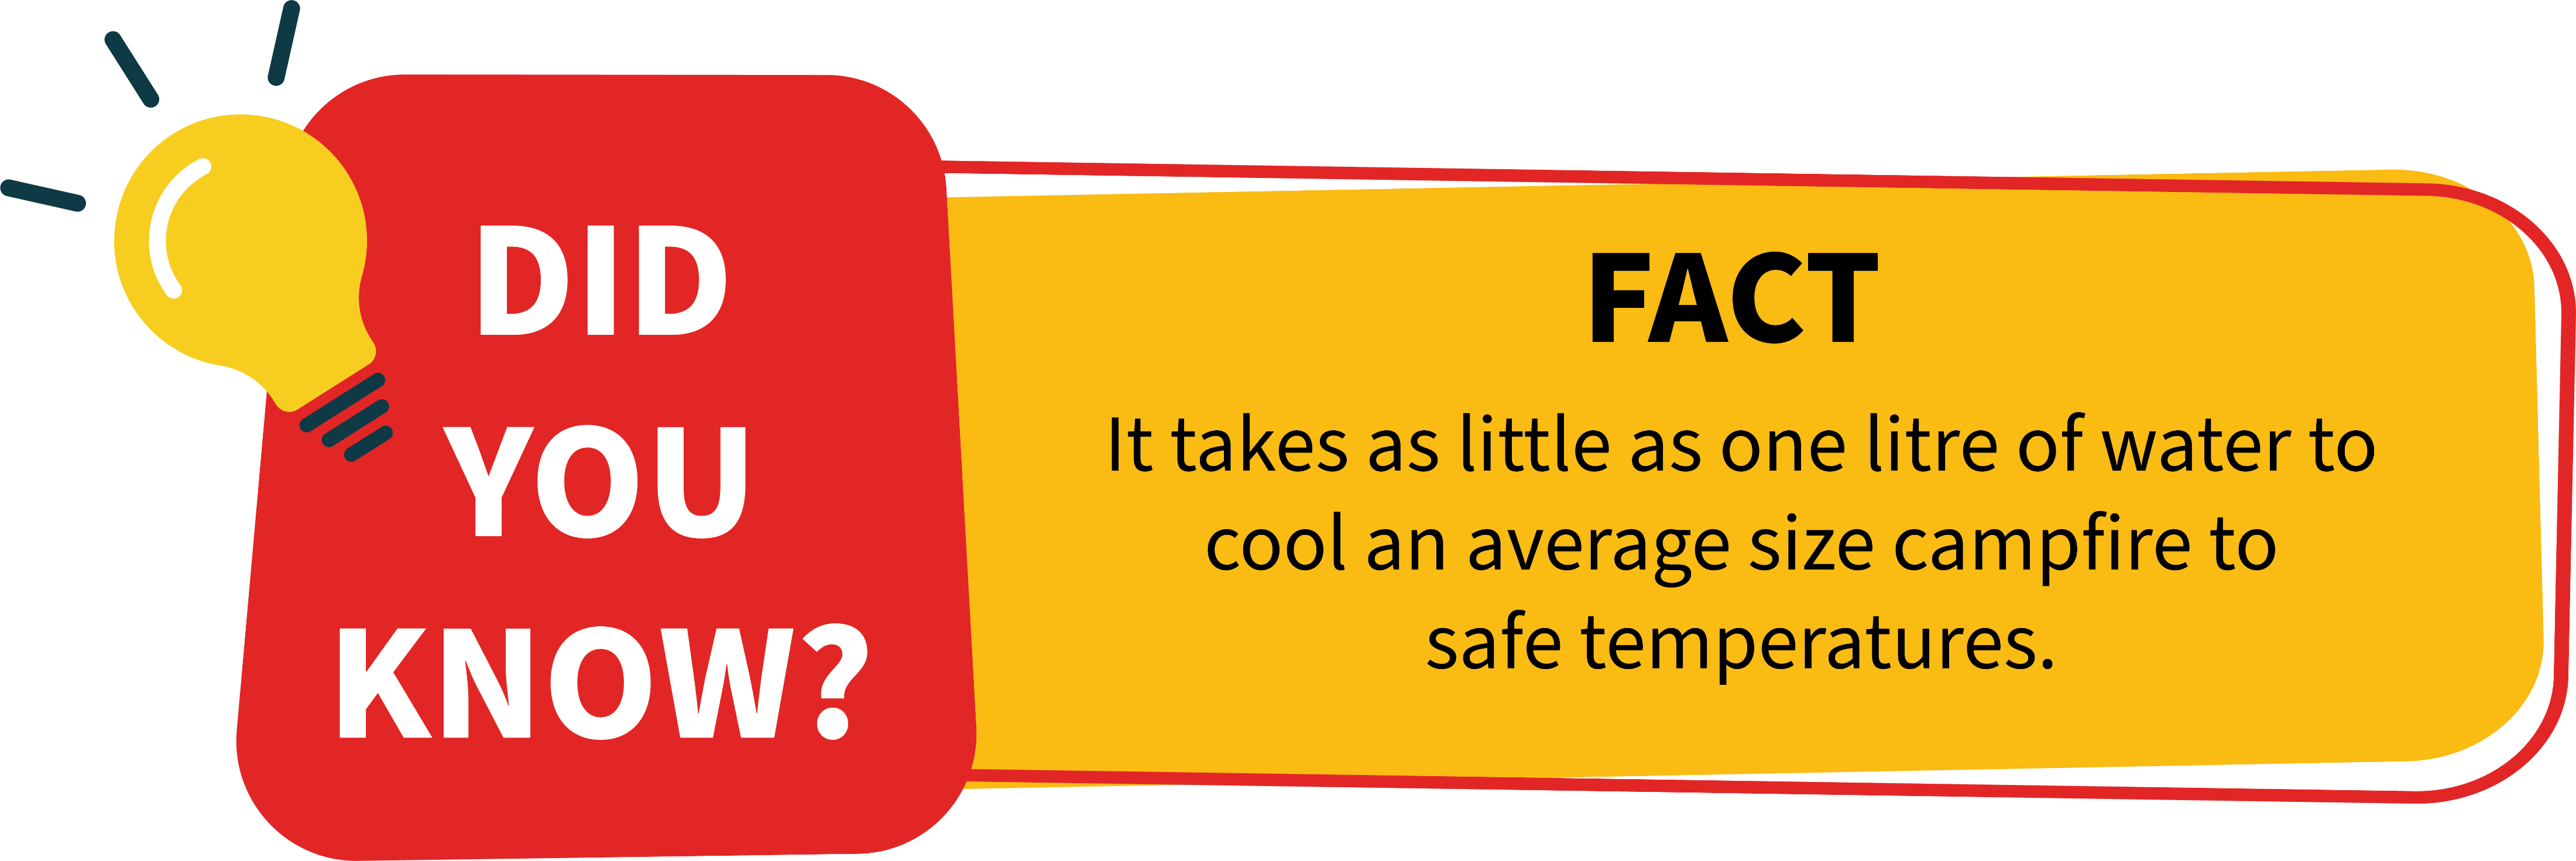 DID
YOU
KNOW?
FACT
It takes as little as one litre of water to
cool an average size campfire to
safe temperatures.